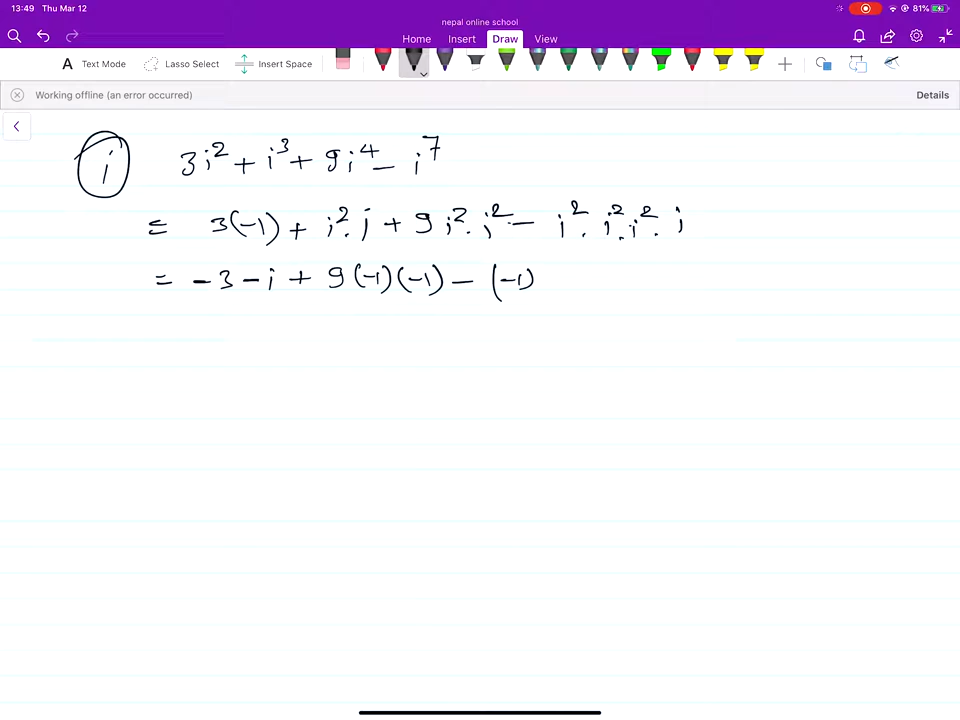 13:49 Thu Mar 12
81%
nepal online school
Home Insert Draw View
A Text Mode Lasso Select Insert Space
Working offline (an error occurred) Details
i 3i² + i³ + 9i⁴ - i⁷
= 3(-1) + i².i + 9i².i² - i².i².i².i
= -3 - i + 9(-1)(-1) - (-1)